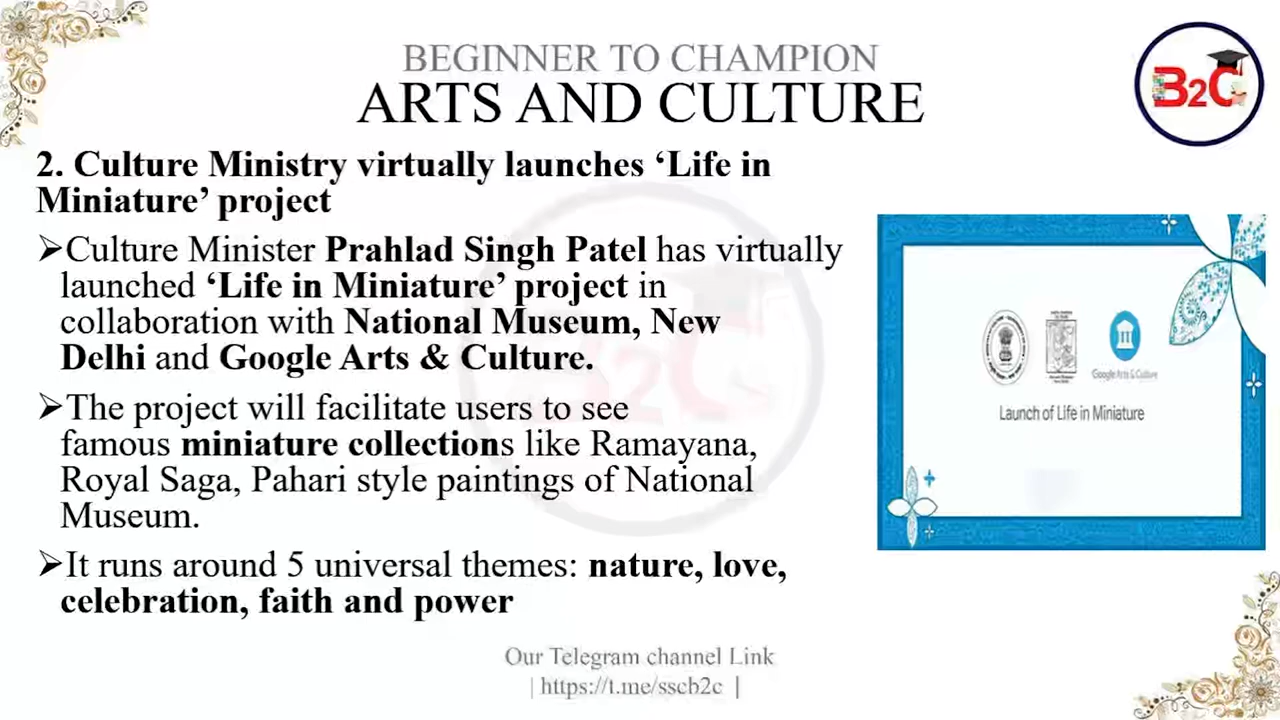 BEGINNER TO CHAMPION
ARTS AND CULTURE
B2C
2. Culture Ministry virtually launches ‘Life in
Miniature’ project
➢Culture Minister Prahlad Singh Patel has virtually
launched ‘Life in Miniature’ project in
collaboration with National Museum, New
Delhi and Google Arts & Culture.
➢The project will facilitate users to see
famous miniature collections like Ramayana,
Royal Saga, Pahari style paintings of National
Museum.
➢It runs around 5 universal themes: nature, love,
celebration, faith and power
Google Arts & Culture
Launch of Life in Miniature
B2C
Our Telegram channel Link
| https://t.me/sscb2c |